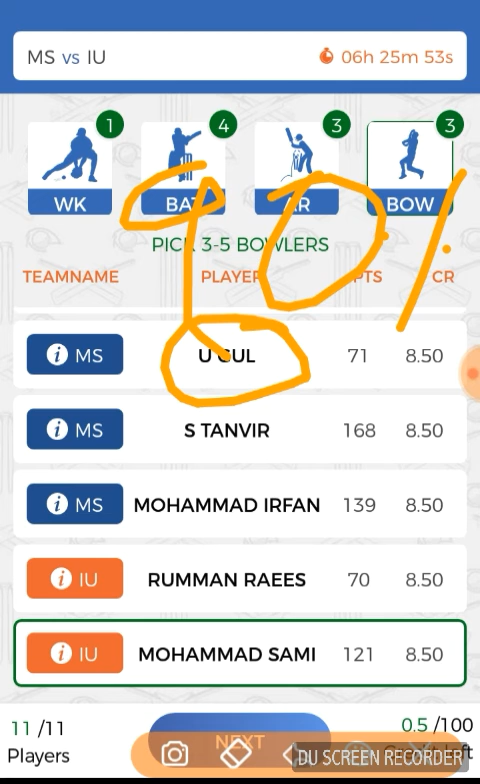 MS vs IU 06h 25m 53s
1 4 3 3
WK BAT AR BOW
PICK 3-5 BOWLERS
TEAMNAME PLAYER PTS CR
i MS U GUL 71 8.50
i MS S TANVIR 168 8.50
i MS MOHAMMAD IRFAN 139 8.50
i IU RUMMAN RAEES 70 8.50
i IU MOHAMMAD SAMI 121 8.50
11 /11 NEXT 0.5 /100
Players DU SCREEN RECORDER